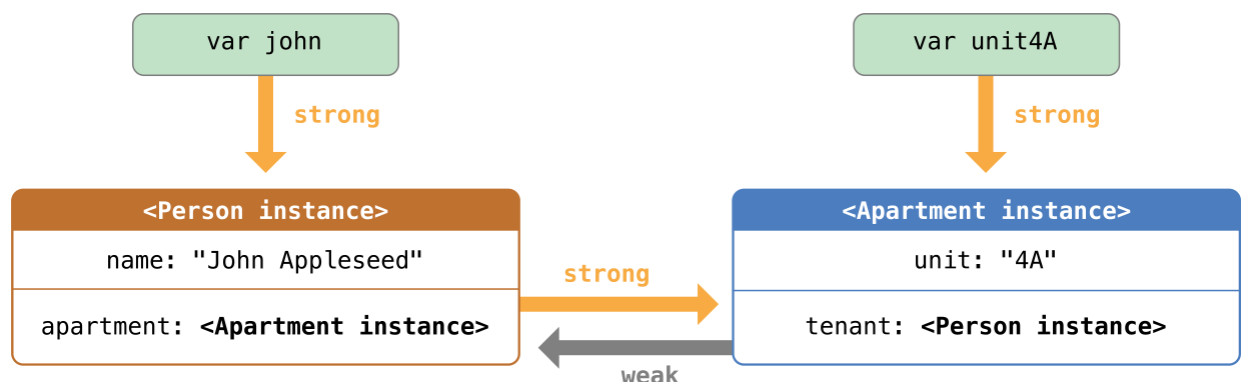 var john
var unit4A
strong
strong
<Person instance>
<Apartment instance>
name: "John Appleseed"
unit: "4A"
strong
apartment: <Apartment instance>
tenant: <Person instance>
weak